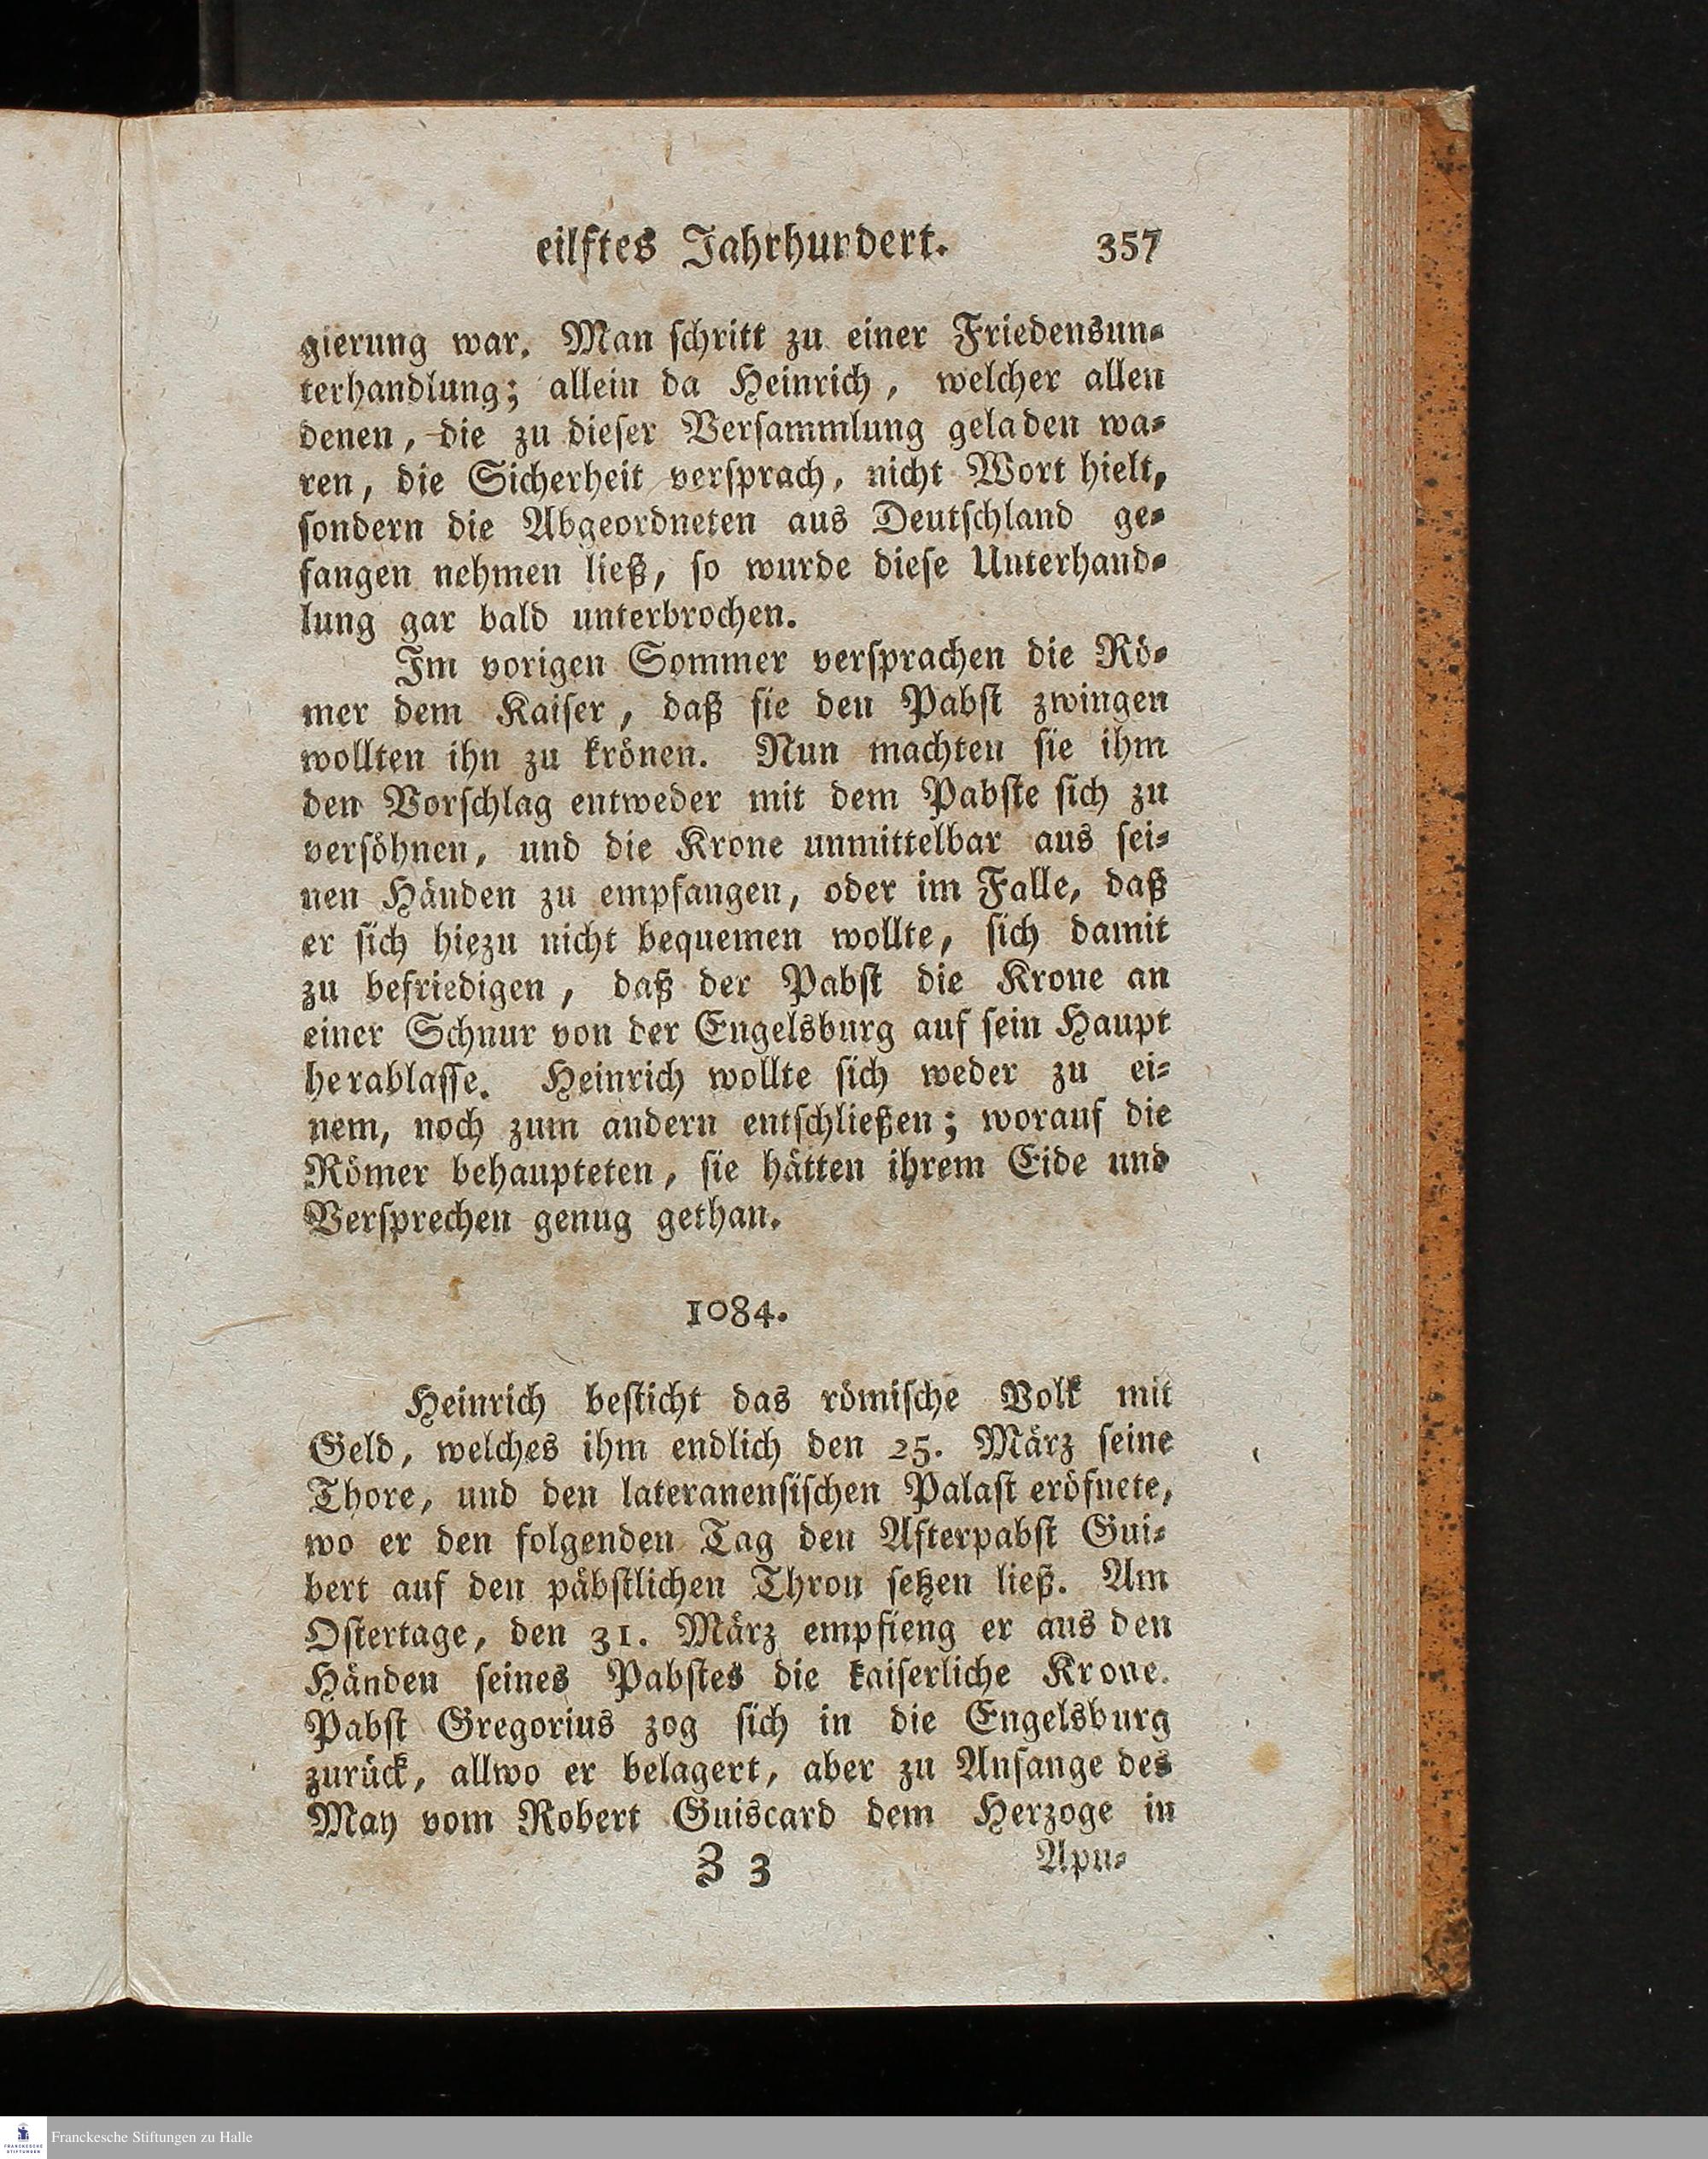 eilftes Jahrhundert. 357
gierung war. Man schritt zu einer Friedensun-
terhandlung; allein da Heinrich, welcher allen
denen, die zu dieser Versammlung geladen wa-
ren, die Sicherheit versprach, nicht Wort hielt,
sondern die Abgeordneten aus Deutschland ge-
fangen nehmen ließ, so wurde diese Unterhand-
lung gar bald unterbrochen.
Im vorigen Sommer versprachen die Rö-
mer dem Kaiser, daß sie den Pabst zwingen
wollten ihn zu krönen. Nun machten sie ihm
den Vorschlag entweder mit dem Pabste sich zu
versöhnen, und die Krone unmittelbar aus sei-
nen Händen zu empfangen, oder im Falle, daß
er sich hiezu nicht bequemen wollte, sich damit
zu befriedigen, daß der Pabst die Krone an
einer Schnur von der Engelsburg auf sein Haupt
herablasse. Heinrich wollte sich weder zu ei-
nem, noch zum andern entschließen; worauf die
Römer behaupteten, sie hätten ihrem Eide und
Versprechen genug gethan.
1084.
Heinrich besticht das römische Volk mit
Geld, welches ihm endlich den 25. März seine
Thore, und den lateranensischen Palast eröfnete,
wo er den folgenden Tag den Afterpabst Gui-
bert auf den päbstlichen Thron setzen ließ. Am
Ostertage, den 31. März empfieng er aus den
Händen seines Pabstes die kaiserliche Krone.
Pabst Gregorius zog sich in die Engelsburg
zurück, allwo er belagert, aber zu Anfange des
May vom Robert Guiscard dem Herzoge in
Z 3 Apu-
FRANCKESCHE
STIFTUNGEN
Franckesche Stiftungen zu Halle